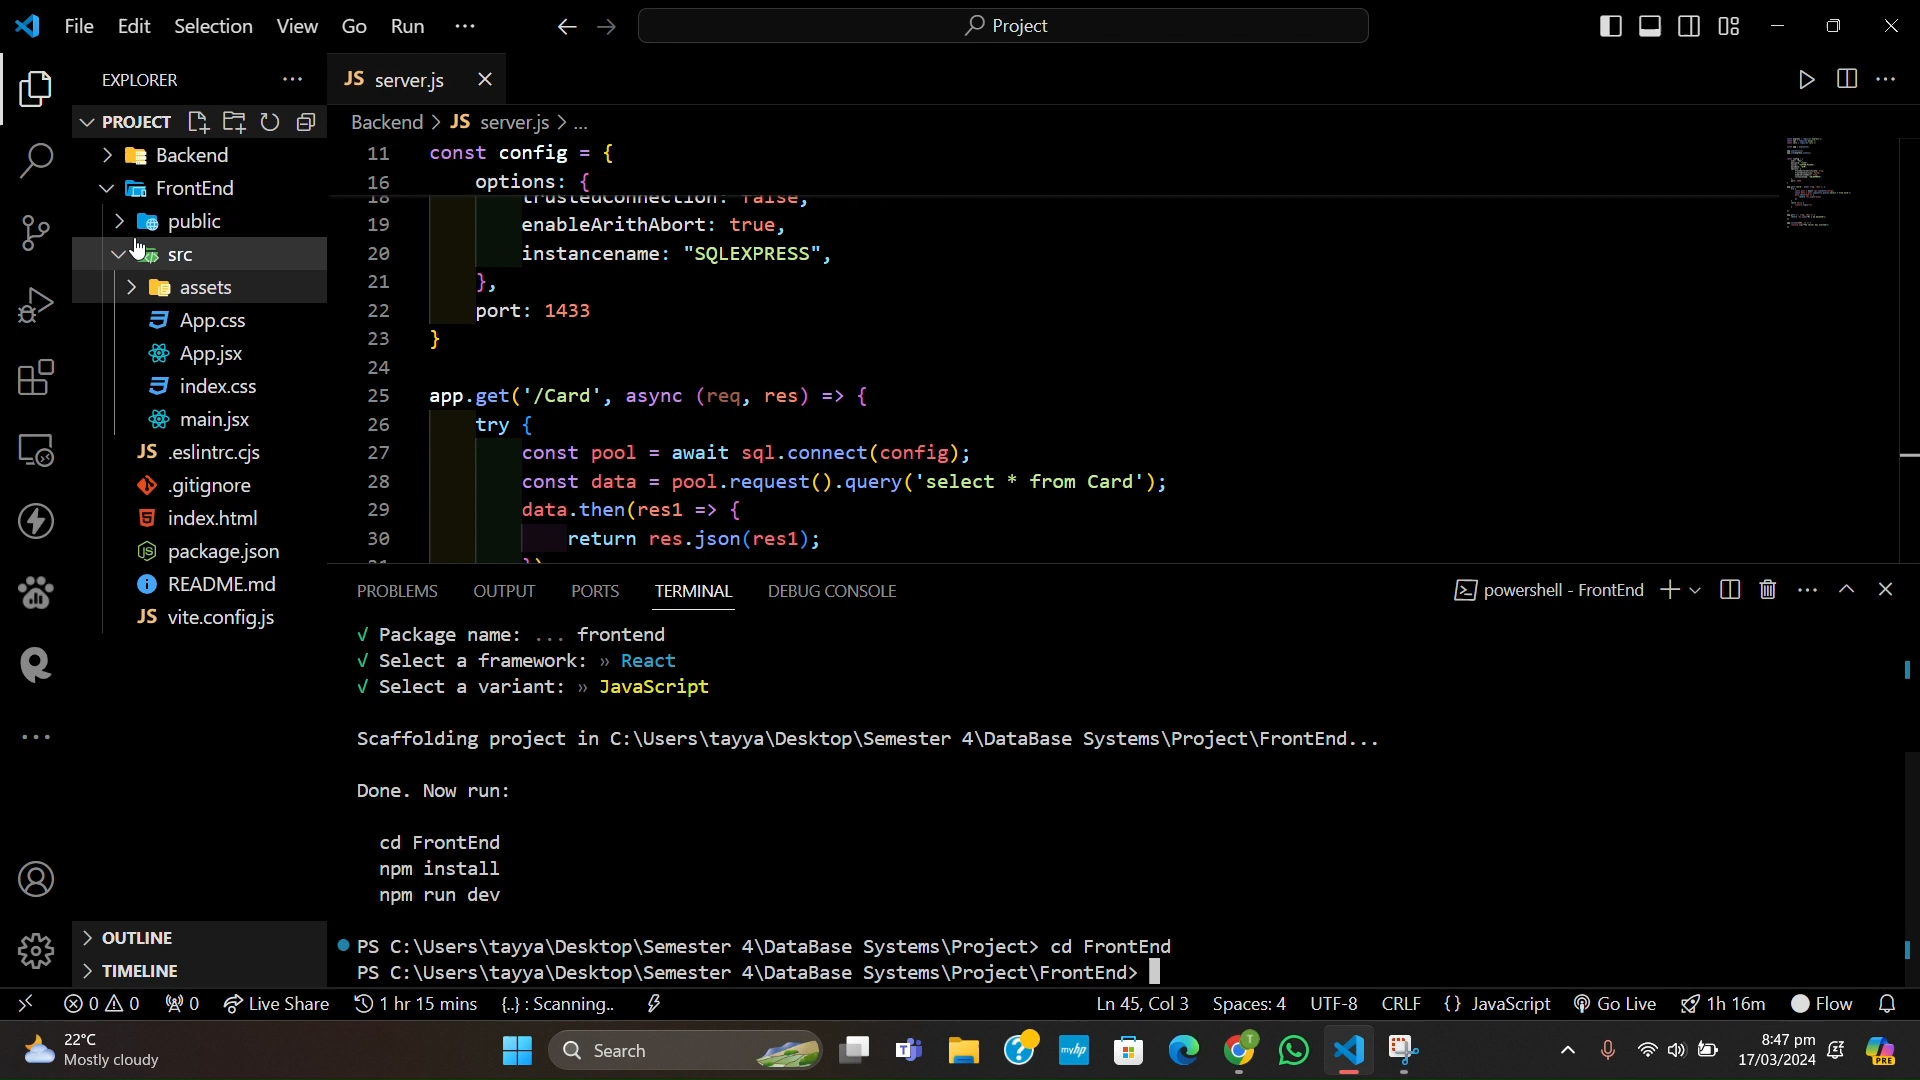 File Edit Selection View Go Run ...
Project
EXPLORER
JS server.js
PROJECT
Backend > JS server.js > ...
Backend
FrontEnd
public
src
assets
App.css
App.jsx
index.css
main.jsx
JS .eslintrc.cjs
.gitignore
index.html
package.json
README.md
JS vite.config.js
11 const config = {
16 options: {
18 trustedConnection: false,
19 enableArithAbort: true,
20 instancename: "SQLEXPRESS",
21 },
22 port: 1433
23 }
24
25 app.get('/Card', async (req, res) => {
26 try {
27 const pool = await sql.connect(config);
28 const data = pool.request().query('select * from Card');
29 data.then(res1 => {
30 return res.json(res1);
31 })
PROBLEMS OUTPUT PORTS TERMINAL DEBUG CONSOLE
powershell - FrontEnd
√ Package name: ... frontend
√ Select a framework: » React
√ Select a variant: » JavaScript
Scaffolding project in C:\Users\tayya\Desktop\Semester 4\DataBase Systems\Project\FrontEnd...
Done. Now run:
cd FrontEnd
npm install
npm run dev
PS C:\Users\tayya\Desktop\Semester 4\DataBase Systems\Project> cd FrontEnd
PS C:\Users\tayya\Desktop\Semester 4\DataBase Systems\Project\FrontEnd>
OUTLINE
TIMELINE
0 0 0 Live Share 1 hr 15 mins {..} : Scanning.. Ln 45, Col 3 Spaces: 4 UTF-8 CRLF {} JavaScript Go Live 1h 16m Flow
22°C
Mostly cloudy
Search
myhp
8:47 pm
17/03/2024
PRE